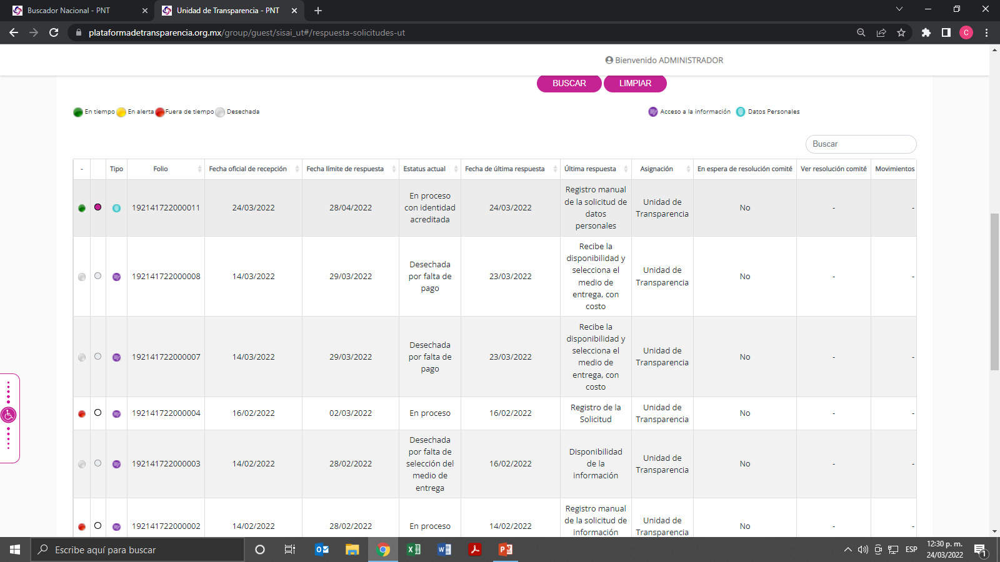 Buscador Nacional - PNT
Unidad de Transparencia - PNT
plataformadetransparencia.org.mx/group/guest/sisai_ut#/respuesta-solicitudes-ut
C
Bienvenido ADMINISTRADOR
BUSCAR
LIMPIAR
En tiempo En alerta Fuera de tiempo Desechada
Acceso a la información Datos Personales
Buscar
- Tipo Folio Fecha oficial de recepción Fecha límite de respuesta Estatus actual Fecha de última respuesta Última respuesta Asignación En espera de resolución comité Ver resolución comité Movimientos
192141722000011
24/03/2022
28/04/2022
En proceso
con identidad
acreditada
24/03/2022
Registro manual
de la solicitud de
datos
personales
Unidad de
Transparencia
No
-
-
192141722000008
14/03/2022
29/03/2022
Desechada
por falta de
pago
23/03/2022
Recibe la
disponibilidad y
selecciona el
medio de
entrega, con
costo
Unidad de
Transparencia
No
-
-
192141722000007
14/03/2022
29/03/2022
Desechada
por falta de
pago
23/03/2022
Recibe la
disponibilidad y
selecciona el
medio de
entrega, con
costo
Unidad de
Transparencia
No
-
-
192141722000004
16/02/2022
02/03/2022
En proceso
16/02/2022
Registro de la
Solicitud
Unidad de
Transparencia
No
-
-
192141722000003
14/02/2022
28/02/2022
Desechada
por falta de
selección del
medio de
entrega
16/02/2022
Disponibilidad
de la
información
Unidad de
Transparencia
No
-
-
192141722000002
14/02/2022
28/02/2022
En proceso
14/02/2022
Registro manual
de la solicitud de
información
Unidad de
Transparencia
No
-
-
Escribe aquí para buscar
ESP
12:30 p. m.
24/03/2022
1